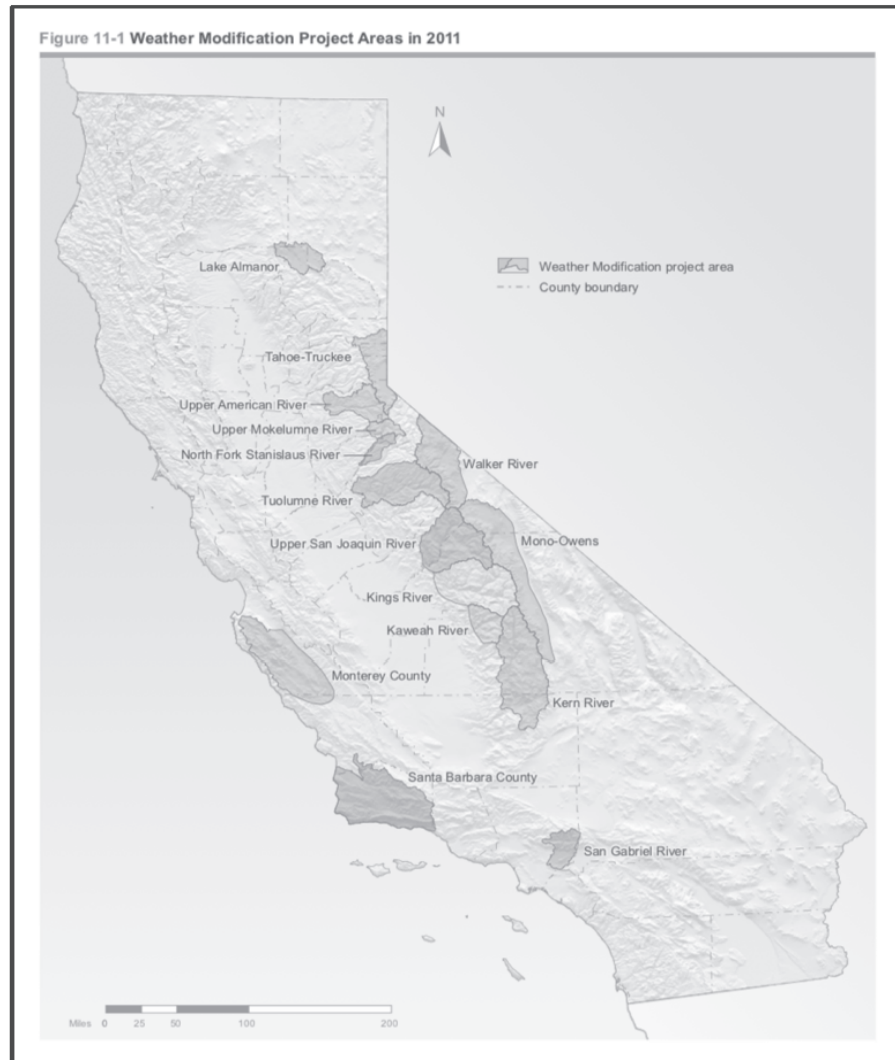 Figure 11-1 Weather Modification Project Areas in 2011
N
Lake Almanor
Weather Modification project area
County boundary
Tahoe-Truckee
Upper American River
Upper Mokelumne River
North Fork Stanislaus River
Walker River
Tuolumne River
Upper San Joaquin River
Mono-Owens
Kings River
Kaweah River
Monterey County
Kern River
Santa Barbara County
San Gabriel River
Miles 0 25 50 100 200